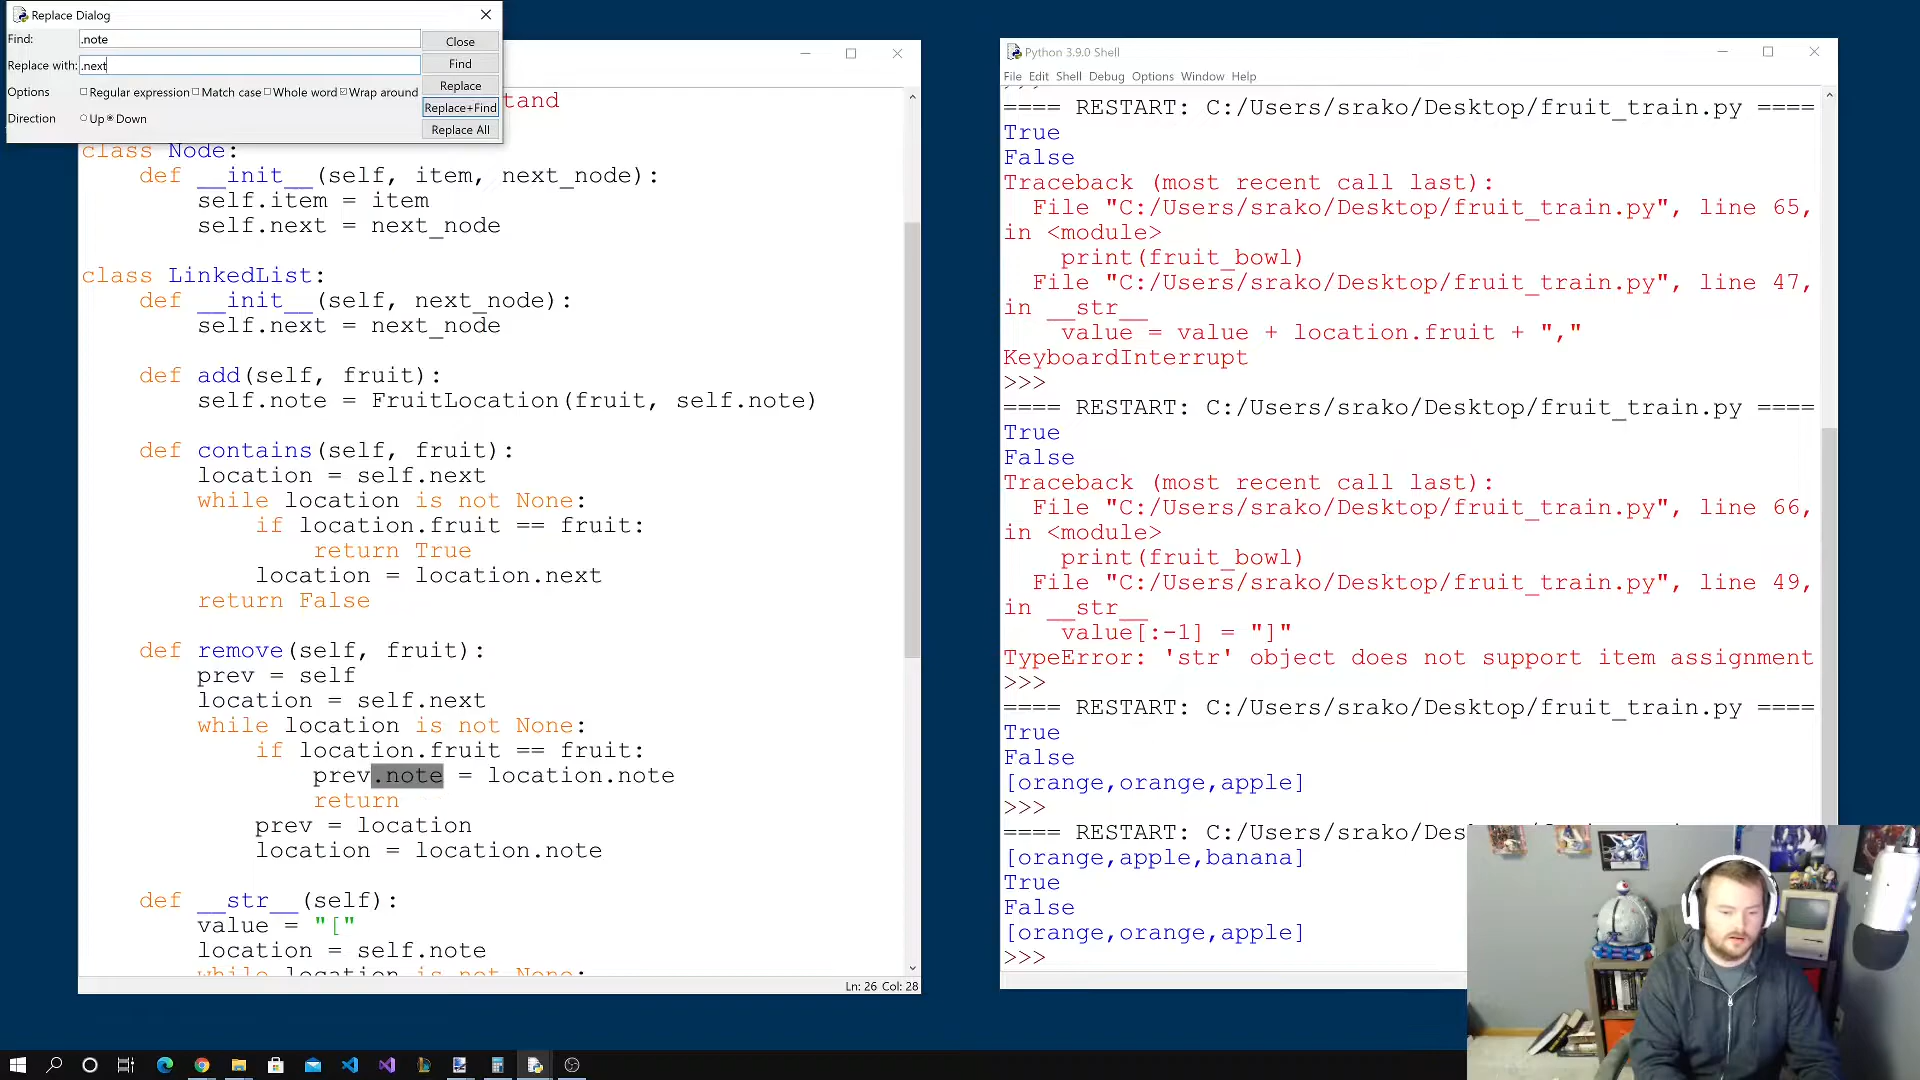 Replace Dialog
Find: .note
Close
Replace with: .next
Find
Options Regular expression Match case Whole word Wrap around
Replace
Replace+Find
Direction Up Down
Replace All
tand
class Node:
def __init__(self, item, next_node):
self.item = item
self.next = next_node
class LinkedList:
def __init__(self, next_node):
self.next = next_node
def add(self, fruit):
self.note = FruitLocation(fruit, self.note)
def contains(self, fruit):
location = self.next
while location is not None:
if location.fruit == fruit:
return True
location = location.next
return False
def remove(self, fruit):
prev = self
location = self.next
while location is not None:
if location.fruit == fruit:
prev.note = location.note
return
prev = location
location = location.note
def __str__(self):
value = "["
location = self.note
while location is not None:
Ln: 26 Col: 28
Python 3.9.0 Shell
File Edit Shell Debug Options Window Help
>>>
==== RESTART: C:/Users/srako/Desktop/fruit_train.py ====
True
False
Traceback (most recent call last):
File "C:/Users/srako/Desktop/fruit_train.py", line 65,
in <module>
print(fruit_bowl)
File "C:/Users/srako/Desktop/fruit_train.py", line 47,
in __str__
value = value + location.fruit + ","
KeyboardInterrupt
>>>
==== RESTART: C:/Users/srako/Desktop/fruit_train.py ====
True
False
Traceback (most recent call last):
File "C:/Users/srako/Desktop/fruit_train.py", line 66,
in <module>
print(fruit_bowl)
File "C:/Users/srako/Desktop/fruit_train.py", line 49,
in __str__
value[:-1] = "]"
TypeError: 'str' object does not support item assignment
>>>
==== RESTART: C:/Users/srako/Desktop/fruit_train.py ====
True
False
[orange,orange,apple]
>>>
==== RESTART: C:/Users/srako/Des
[orange,apple,banana]
True
False
[orange,orange,apple]
>>>